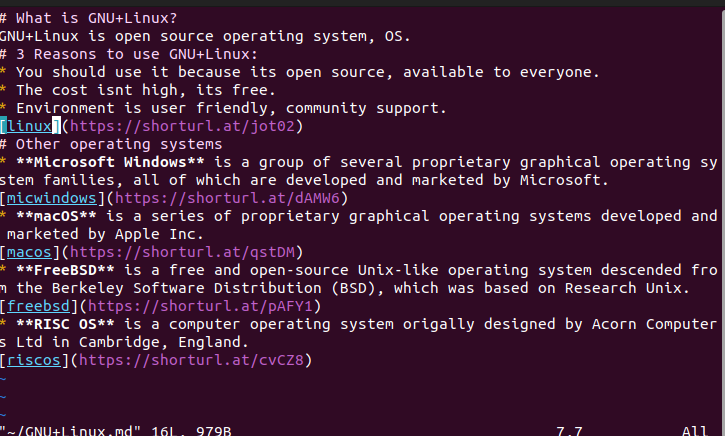 # What is GNU+Linux?
GNU+Linux is open source operating system, OS.
# 3 Reasons to use GNU+Linux:
* You should use it because its open source, available to everyone.
* The cost isnt high, its free.
* Environment is user friendly, community support.
[linux](https://shorturl.at/jot02)
# Other operating systems
* **Microsoft Windows** is a group of several proprietary graphical operating sy
stem families, all of which are developed and marketed by Microsoft.
[micwindows](https://shorturl.at/dAMW6)
* **macOS** is a series of proprietary graphical operating systems developed and
 marketed by Apple Inc.
[macos](https://shorturl.at/qstDM)
* **FreeBSD** is a free and open-source Unix-like operating system descended fro
m the Berkeley Software Distribution (BSD), which was based on Research Unix.
[freebsd](https://shorturl.at/pAFY1)
* **RISC OS** is a computer operating system origally designed by Acorn Computer
s Ltd in Cambridge, England.
[riscos](https://shorturl.at/cvCZ8)
~
~
~
"~/GNU+Linux.md" 16L, 979B 7,7 All